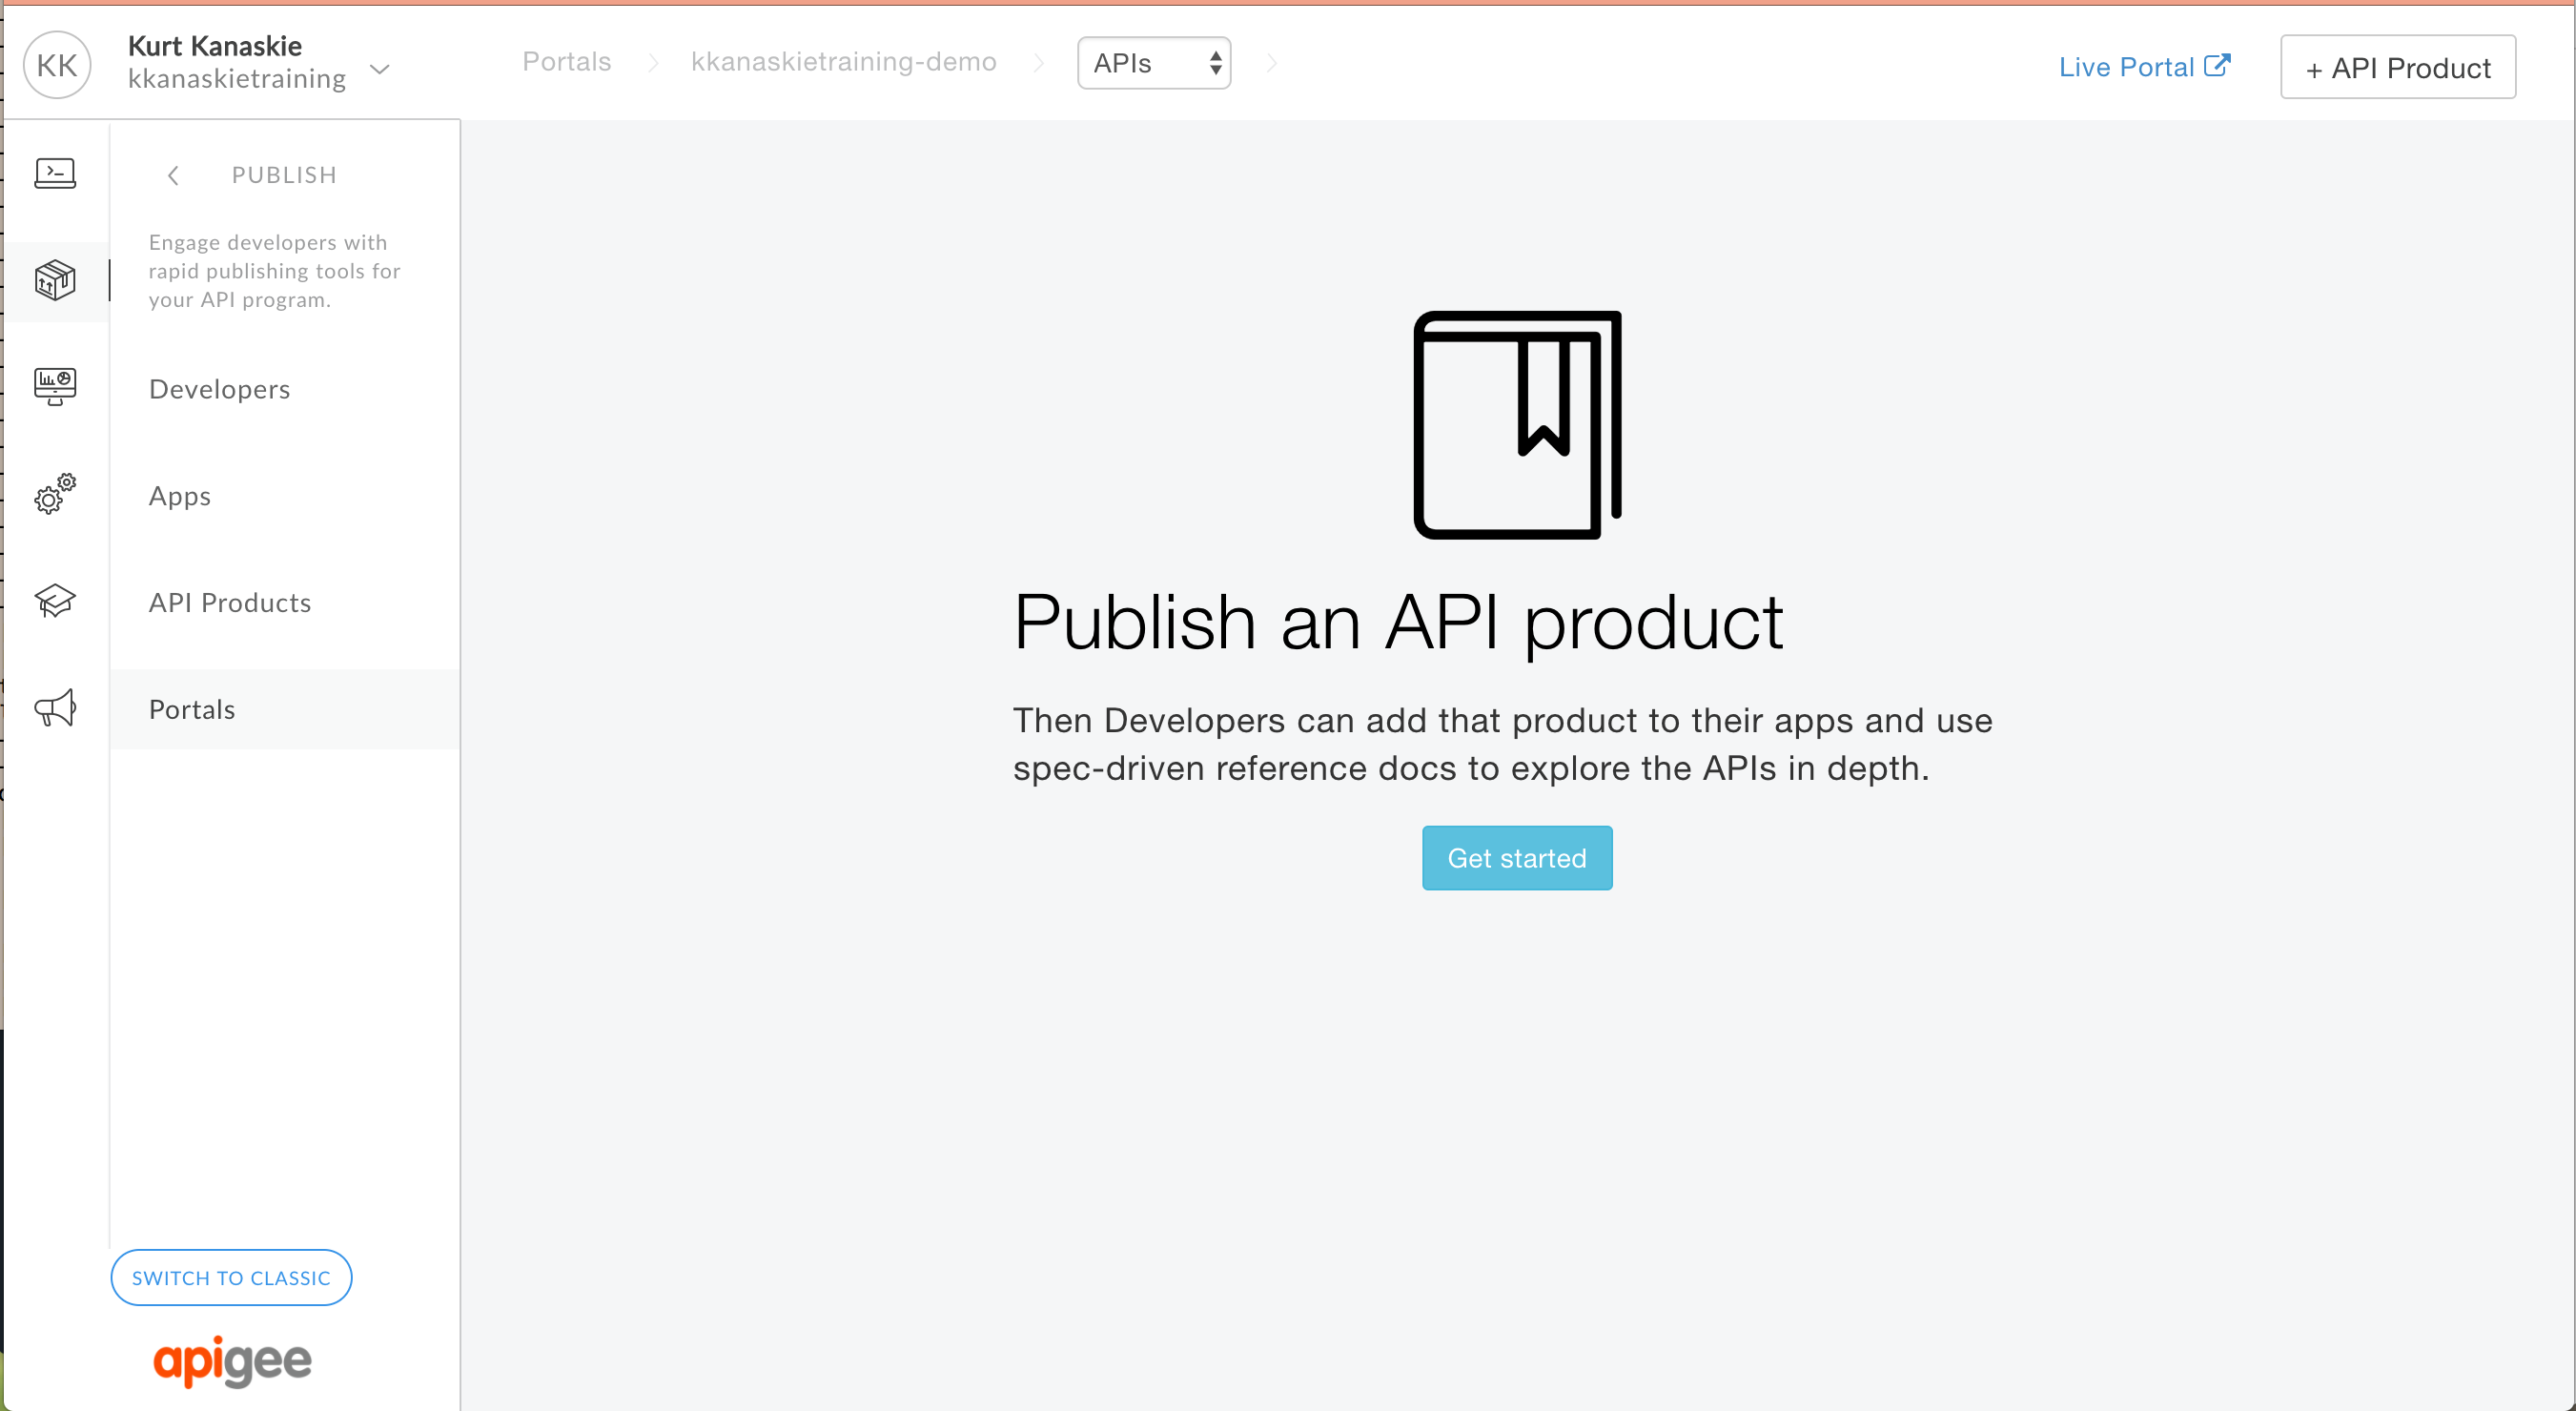 KK
Kurt Kanaskie
kkanaskietraining
Portals
kkanaskietraining-demo
APIs
Live Portal
+ API Product
PUBLISH
Engage developers with
rapid publishing tools for
your API program.
Developers
Apps
API Products
Portals
Publish an API product
Then Developers can add that product to their apps and use
spec-driven reference docs to explore the APIs in depth.
Get started
SWITCH TO CLASSIC
apigee